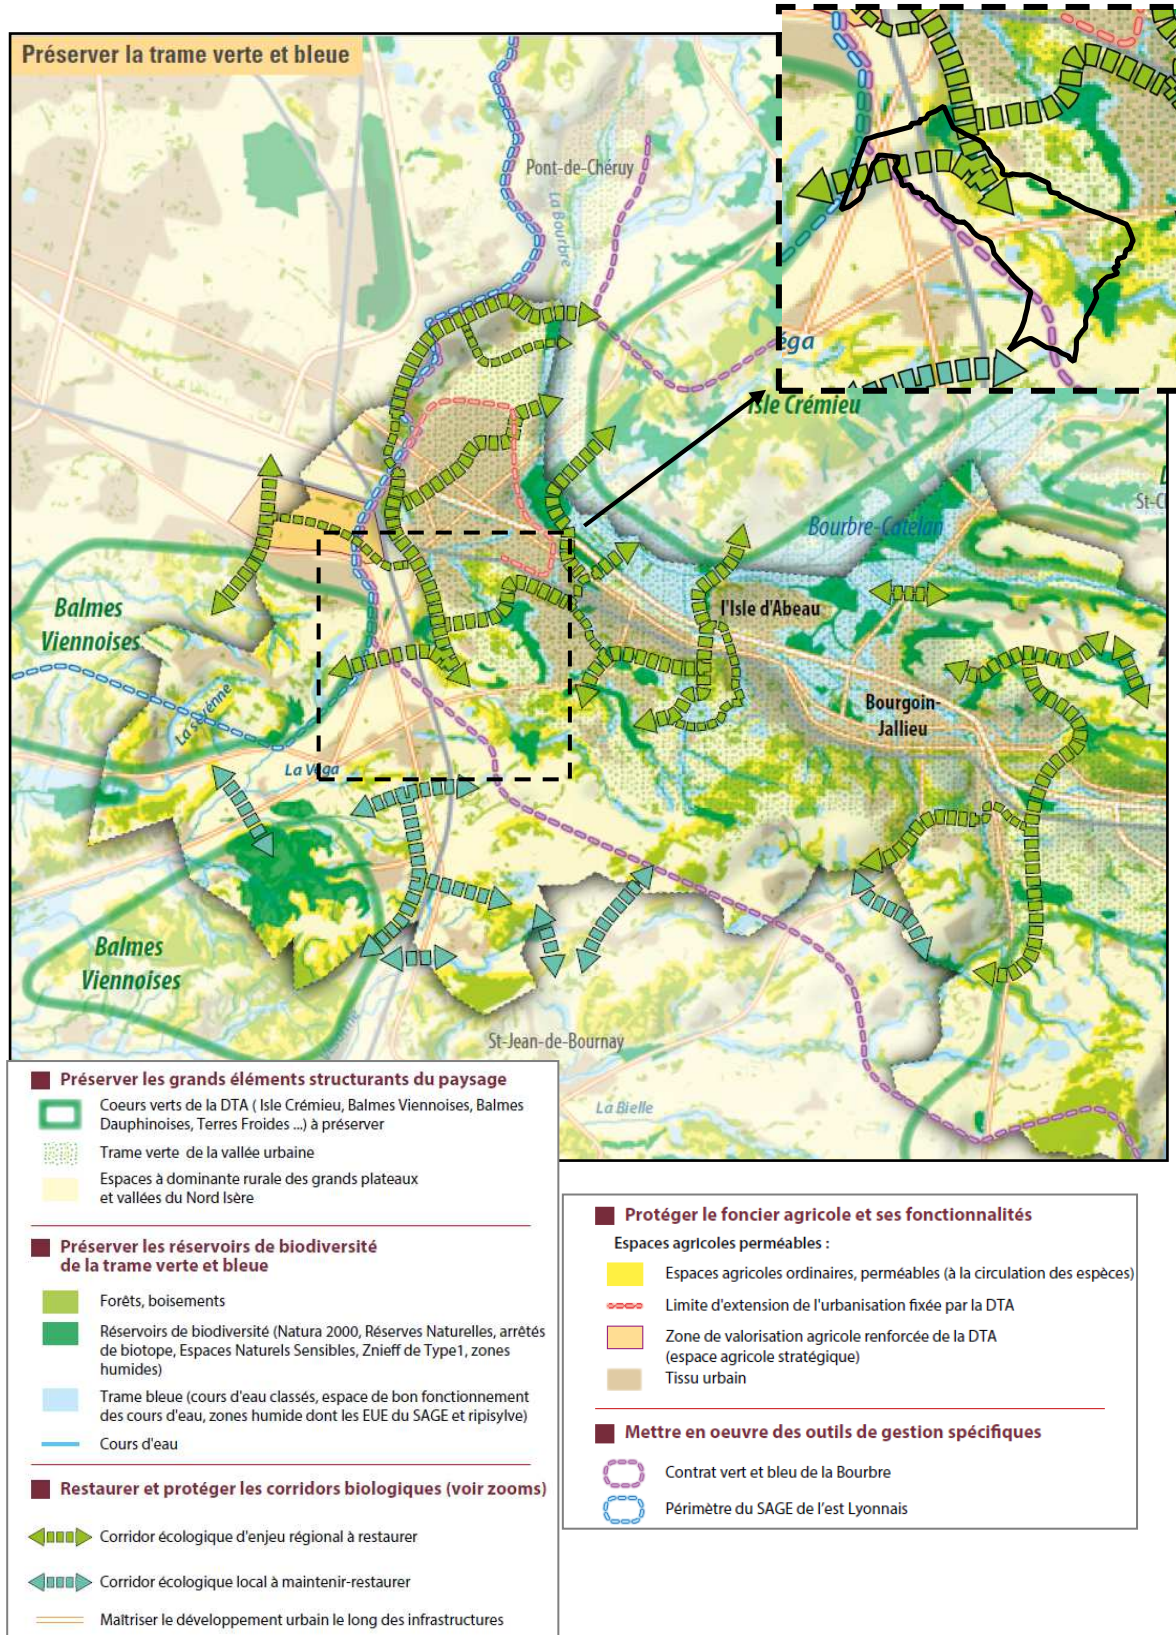 Préserver la trame verte et bleue
Pont-de-Chéruy
La Bourbre
éga
Isle Crémieu
St-C
Bourbre-Catelan
l'Isle d'Abeau
Balmes
Viennoises
La Sévenne
Bourgoin-
Jallieu
La Véga
Balmes
Viennoises
St-Jean-de-Bournay
La Bielle
Préserver les grands éléments structurants du paysage
Coeurs verts de la DTA ( Isle Crémieu, Balmes Viennoises, Balmes
Dauphinoises, Terres Froides ...) à préserver
Trame verte de la vallée urbaine
Espaces à dominante rurale des grands plateaux
et vallées du Nord Isère
Préserver les réservoirs de biodiversité
de la trame verte et bleue
Forêts, boisements
Réservoirs de biodiversité (Natura 2000, Réserves Naturelles, arrêtés
de biotope, Espaces Naturels Sensibles, Znieff de Type1, zones
humides)
Trame bleue (cours d'eau classés, espace de bon fonctionnement
des cours d'eau, zones humide dont les EUE du SAGE et ripisylve)
Cours d'eau
Restaurer et protéger les corridors biologiques (voir zooms)
Corridor écologique d'enjeu régional à restaurer
Corridor écologique local à maintenir-restaurer
Maîtriser le développement urbain le long des infrastructures
Protéger le foncier agricole et ses fonctionnalités
Espaces agricoles perméables :
Espaces agricoles ordinaires, perméables (à la circulation des espèces)
Limite d'extension de l'urbanisation fixée par la DTA
Zone de valorisation agricole renforcée de la DTA
(espace agricole stratégique)
Tissu urbain
Mettre en oeuvre des outils de gestion spécifiques
Contrat vert et bleu de la Bourbre
Périmètre du SAGE de l'est Lyonnais